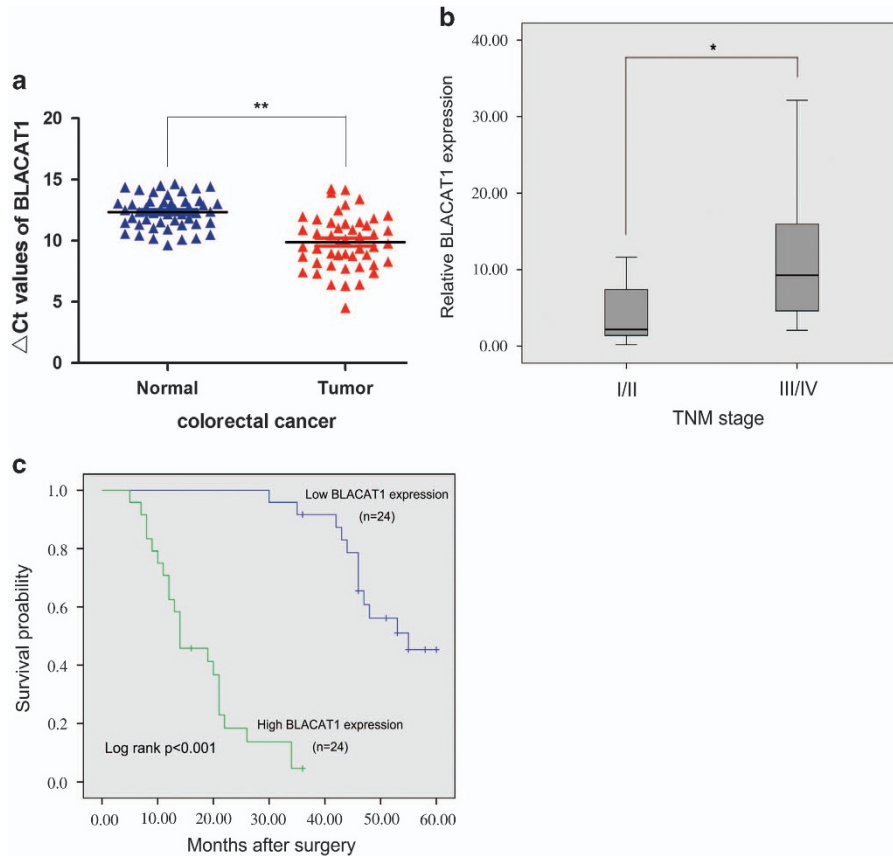 a
**
△Ct values of BLACAT1
20
15
10
5
0
Normal Tumor
colorectal cancer
b
*
Relative BLACAT1 expression
40.00
30.00
20.00
10.00
0.00
I/II III/IV
TNM stage
c
Survival proability
1.0
0.8
0.6
0.4
0.2
0.0
Low BLACAT1 expression
(n=24)
High BLACAT1 expression
(n=24)
Log rank p<0.001
0.00 10.00 20.00 30.00 40.00 50.00 60.00
Months after surgery